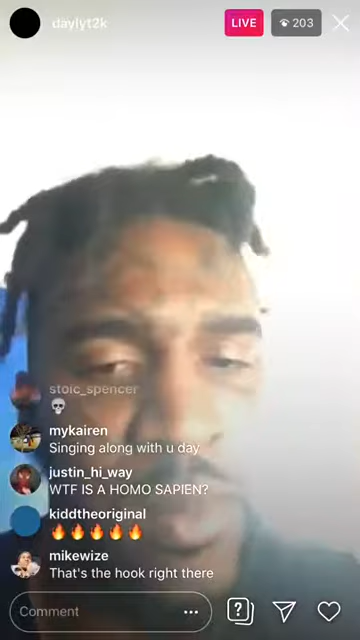 daylyt2k
LIVE
203
stoic_spencer
💀
mykairen
Singing along with u day
justin_hi_way
WTF IS A HOMO SAPIEN?
kiddtheoriginal
🔥🔥🔥🔥🔥
mikewize
That's the hook right there
Comment